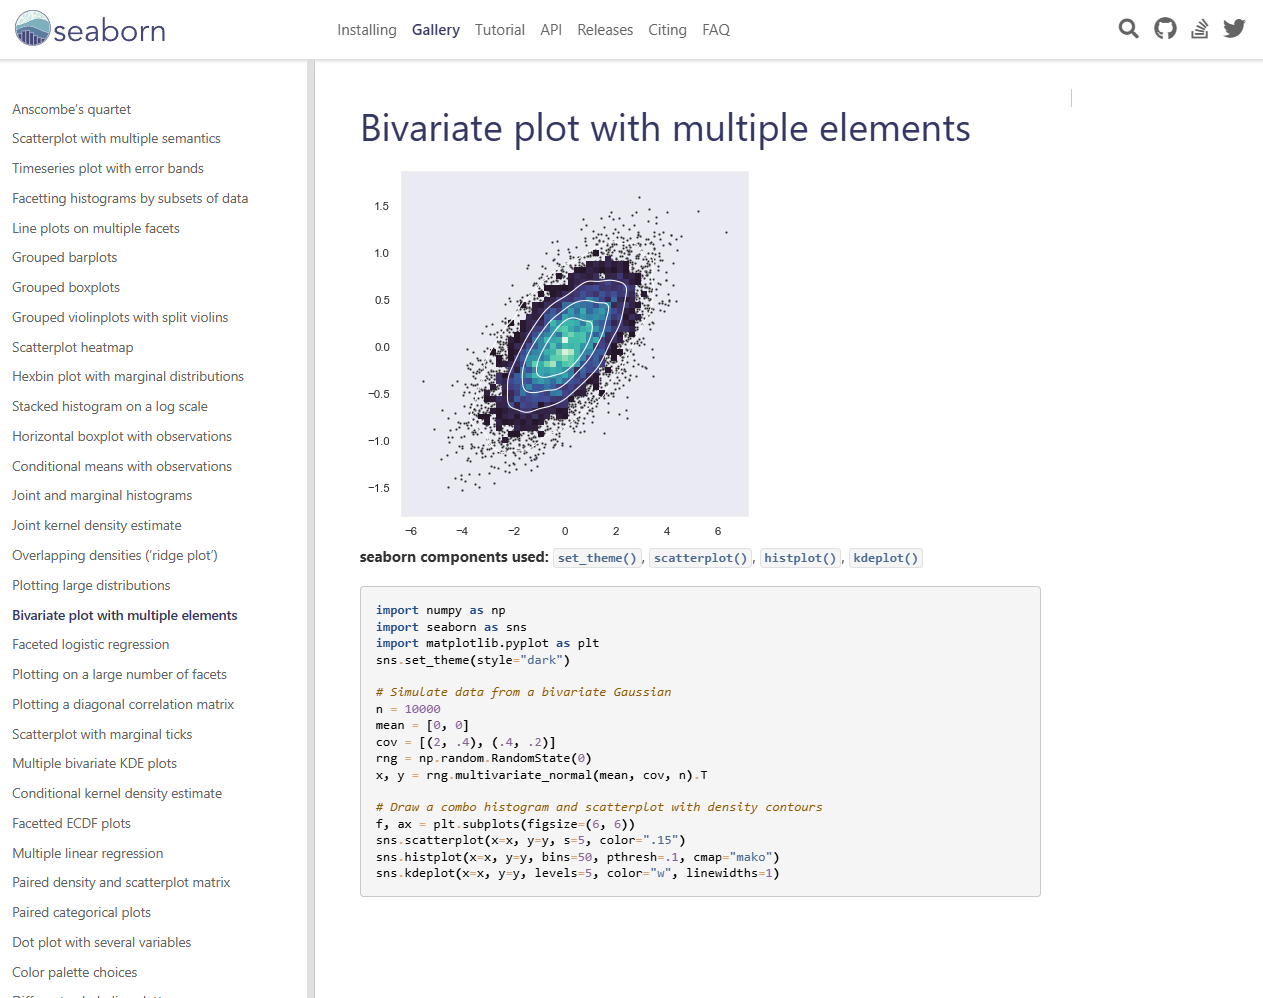 seaborn
Installing Gallery Tutorial API Releases Citing FAQ
Anscombe's quartet
Scatterplot with multiple semantics
Timeseries plot with error bands
Facetting histograms by subsets of data
Line plots on multiple facets
Grouped barplots
Grouped boxplots
Grouped violinplots with split violins
Scatterplot heatmap
Hexbin plot with marginal distributions
Stacked histogram on a log scale
Horizontal boxplot with observations
Conditional means with observations
Joint and marginal histograms
Joint kernel density estimate
Overlapping densities ('ridge plot')
Plotting large distributions
Bivariate plot with multiple elements
Faceted logistic regression
Plotting on a large number of facets
Plotting a diagonal correlation matrix
Scatterplot with marginal ticks
Multiple bivariate KDE plots
Conditional kernel density estimate
Facetted ECDF plots
Multiple linear regression
Paired density and scatterplot matrix
Paired categorical plots
Dot plot with several variables
Color palette choices
Bivariate plot with multiple elements
1.5
1.0
0.5
0.0
−0.5
−1.0
−1.5
−6 −4 −2 0 2 4 6
seaborn components used: set_theme(), scatterplot(), histplot(), kdeplot()
import numpy as np
import seaborn as sns
import matplotlib.pyplot as plt
sns.set_theme(style="dark")
# Simulate data from a bivariate Gaussian
n = 10000
mean = [0, 0]
cov = [(2, .4), (.4, .2)]
rng = np.random.RandomState(0)
x, y = rng.multivariate_normal(mean, cov, n).T
# Draw a combo histogram and scatterplot with density contours
f, ax = plt.subplots(figsize=(6, 6))
sns.scatterplot(x=x, y=y, s=5, color=".15")
sns.histplot(x=x, y=y, bins=50, pthresh=.1, cmap="mako")
sns.kdeplot(x=x, y=y, levels=5, color="w", linewidths=1)